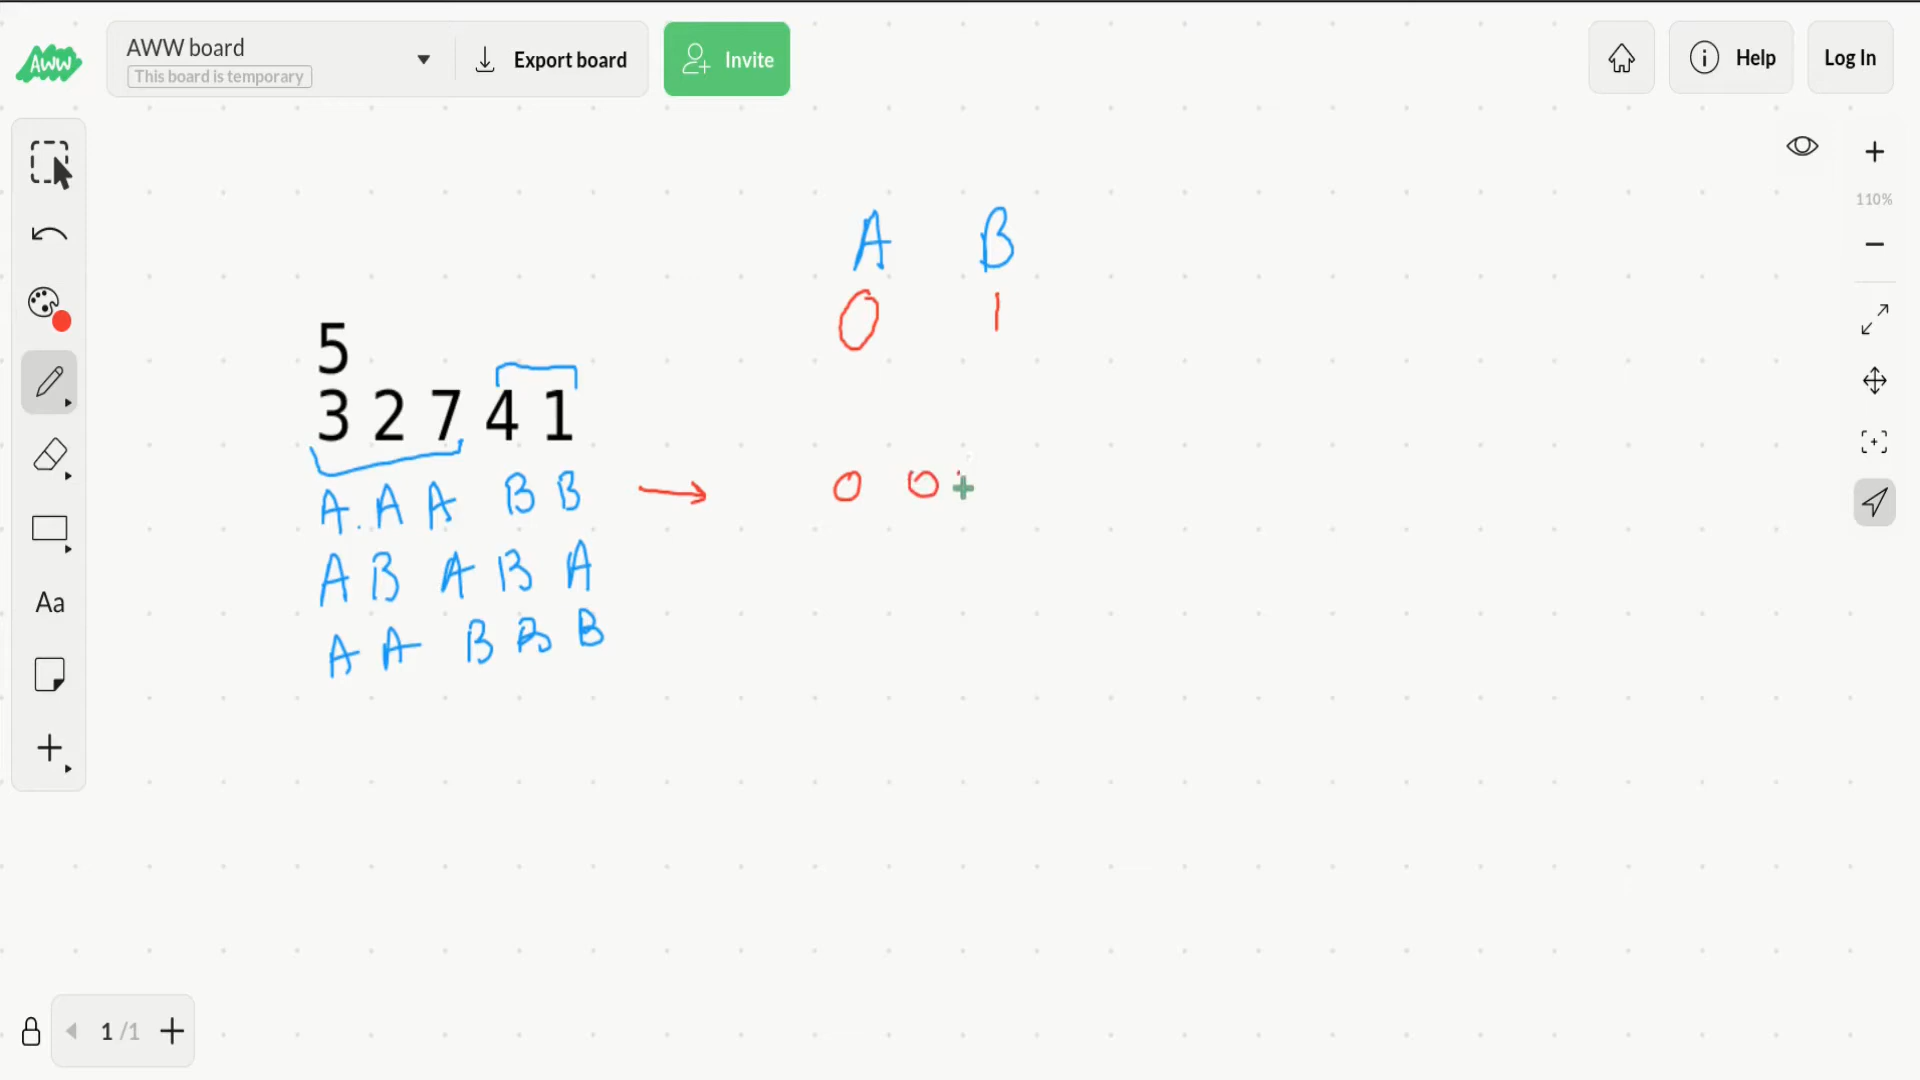 AWW
AWW board
This board is temporary
Export board
Invite
Help
Log In
110%
A B
0 1
5
3 2 7 4 1
A. A A B B → 0 0
A B A B A
A A B B B
Aa
1 /1